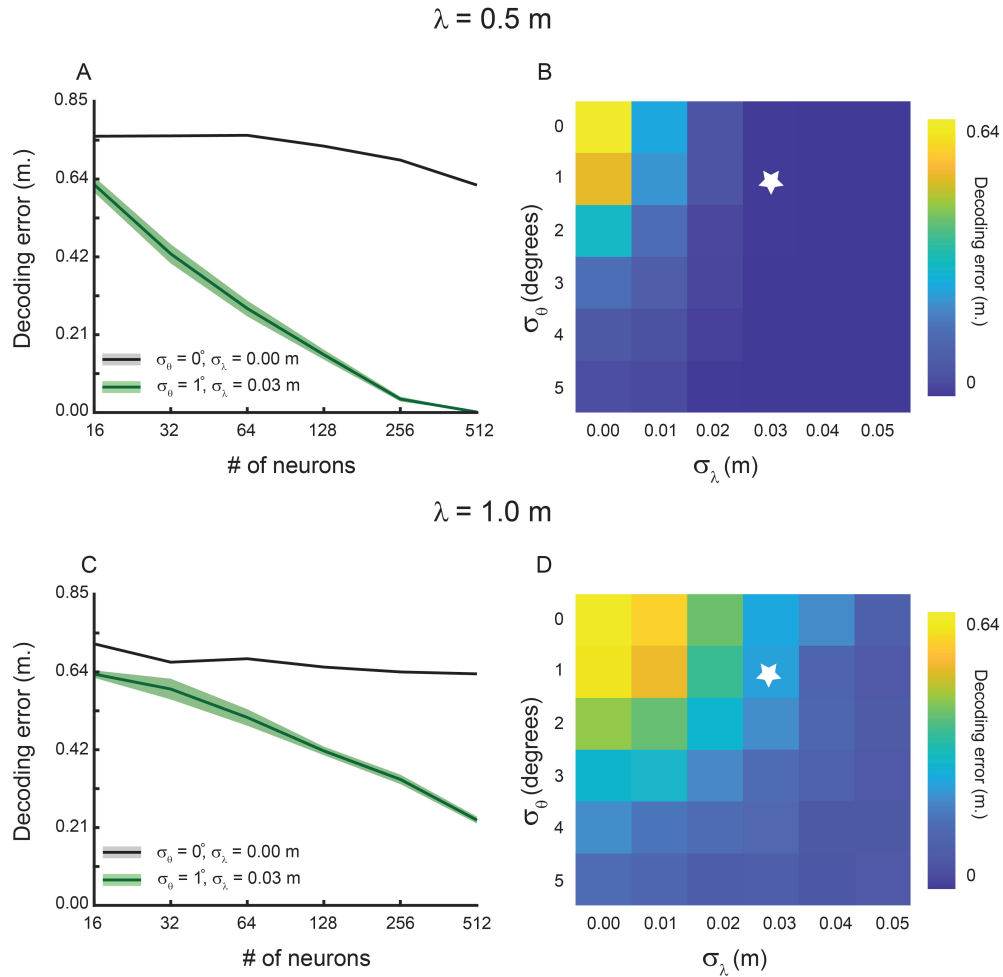 λ = 0.5 m
A
Decoding error (m.)
0.85
0.64
0.42
0.21
0.00
σθ = 0°, σλ = 0.00 m
σθ = 1°, σλ = 0.03 m
16 32 64 128 256 512
# of neurons
B
σθ (degrees)
0
1
2
3
4
5
0.00 0.01 0.02 0.03 0.04 0.05
σλ (m)
0.64
Decoding error (m.)
0
λ = 1.0 m
C
Decoding error (m.)
0.85
0.64
0.42
0.21
0.00
σθ = 0°, σλ = 0.00 m
σθ = 1°, σλ = 0.03 m
16 32 64 128 256 512
# of neurons
D
σθ (degrees)
0
1
2
3
4
5
0.00 0.01 0.02 0.03 0.04 0.05
σλ (m)
0.64
Decoding error (m.)
0